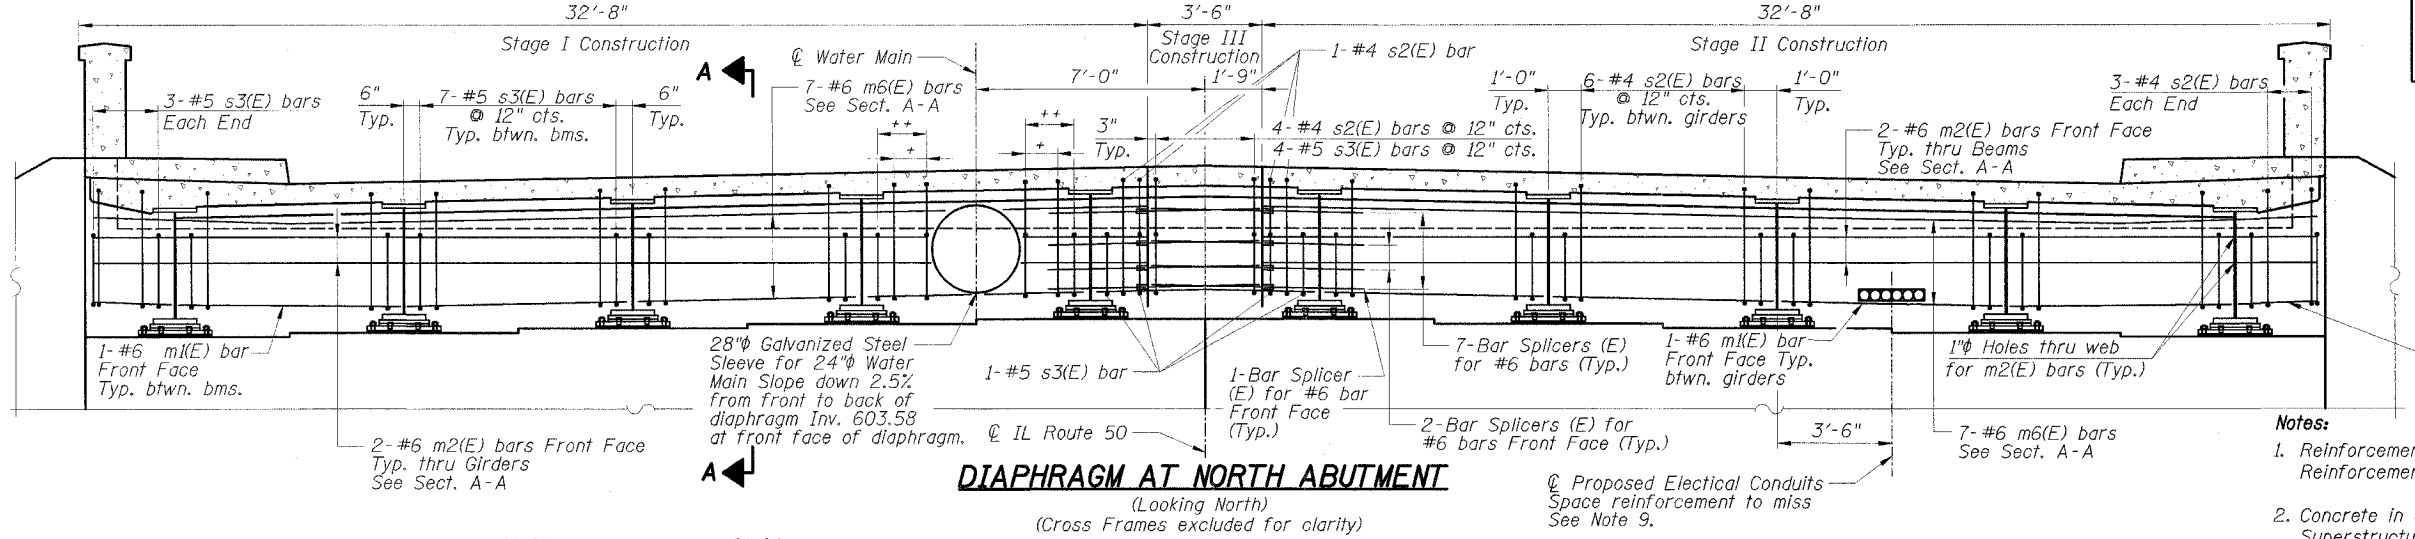 32'-8"
3'-6"
32'-8"
Stage I Construction
Stage III
Construction
Stage II Construction
℄ Water Main
A
1-#4 s2(E) bar
7'-0"
1'-9"
3-#5 s3(E) bars
Each End
6"
Typ.
7-#5 s3(E) bars
@ 12" cts.
Typ. btwn. bms.
6"
Typ.
7-#6 m6(E) bars
See Sect. A-A
++
+
++
+
3"
Typ.
4-#4 s2(E) bars @ 12" cts.
4-#5 s3(E) bars @ 12" cts.
1'-0"
Typ.
6-#4 s2(E) bars
@ 12" cts.
Typ. btwn. girders
1'-0"
Typ.
3-#4 s2(E) bars
Each End
2-#6 m2(E) bars Front Face
Typ. thru Beams
See Sect. A-A
1-#6 m1(E) bar
Front Face
Typ. btwn. bms.
28"ϕ Galvanized Steel
Sleeve for 24"ϕ Water
Main Slope down 2.5%
from front to back of
diaphragm Inv. 603.58
at front face of diaphragm.
1-#5 s3(E) bar
1-Bar Splicer
(E) for #6 bar
Front Face
(Typ.)
7-Bar Splicers (E)
for #6 bars (Typ.)
1-#6 m1(E) bar
Front Face Typ.
btwn. girders
1"ϕ Holes thru web
for m2(E) bars (Typ.)
2-#6 m2(E) bars Front Face
Typ. thru Girders
See Sect. A-A
A
℄ IL Route 50
2-Bar Splicers (E) for
#6 bars Front Face (Typ.)
3'-6"
7-#6 m6(E) bars
See Sect. A-A
℄ Proposed Electical Conduits
Space reinforcement to miss
See Note 9.
DIAPHRAGM AT NORTH ABUTMENT
(Looking North)
(Cross Frames excluded for clarity)
Notes:
1. Reinforcemen
Reinforcemen
2. Concrete in